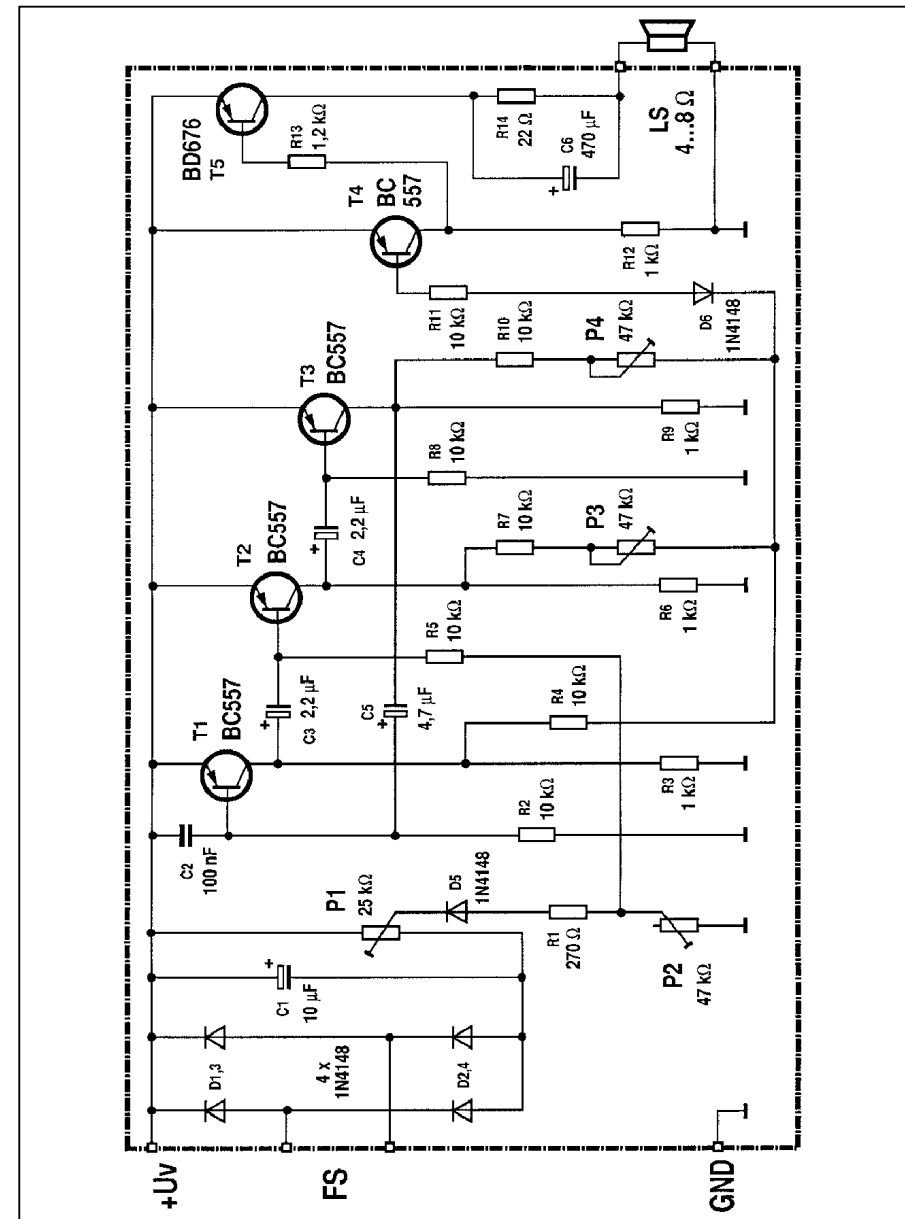 +Uv
FS
GND
D1,3
4 x
1N4148
D2,4
C1
10 µF
+
P1
25 kΩ
D5
1N4148
R1
270 Ω
P2
47 kΩ
C2
100 nF
R2
10 kΩ
T1
BC557
R3
1 kΩ
R4
10 kΩ
+
C3
2,2 µF
+
C5
4,7 µF
T2
BC557
R5
10 kΩ
R6
1 kΩ
R7
10 kΩ
P3
47 kΩ
+
C4
2,2 µF
T3
BC557
R8
10 kΩ
R9
1 kΩ
R10
10 kΩ
P4
47 kΩ
R11
10 kΩ
D6
1N4148
T4
BC
557
R12
1 kΩ
R13
1,2 kΩ
BD676
T5
R14
22 Ω
C6
470 µF
+
LS
4...8 Ω